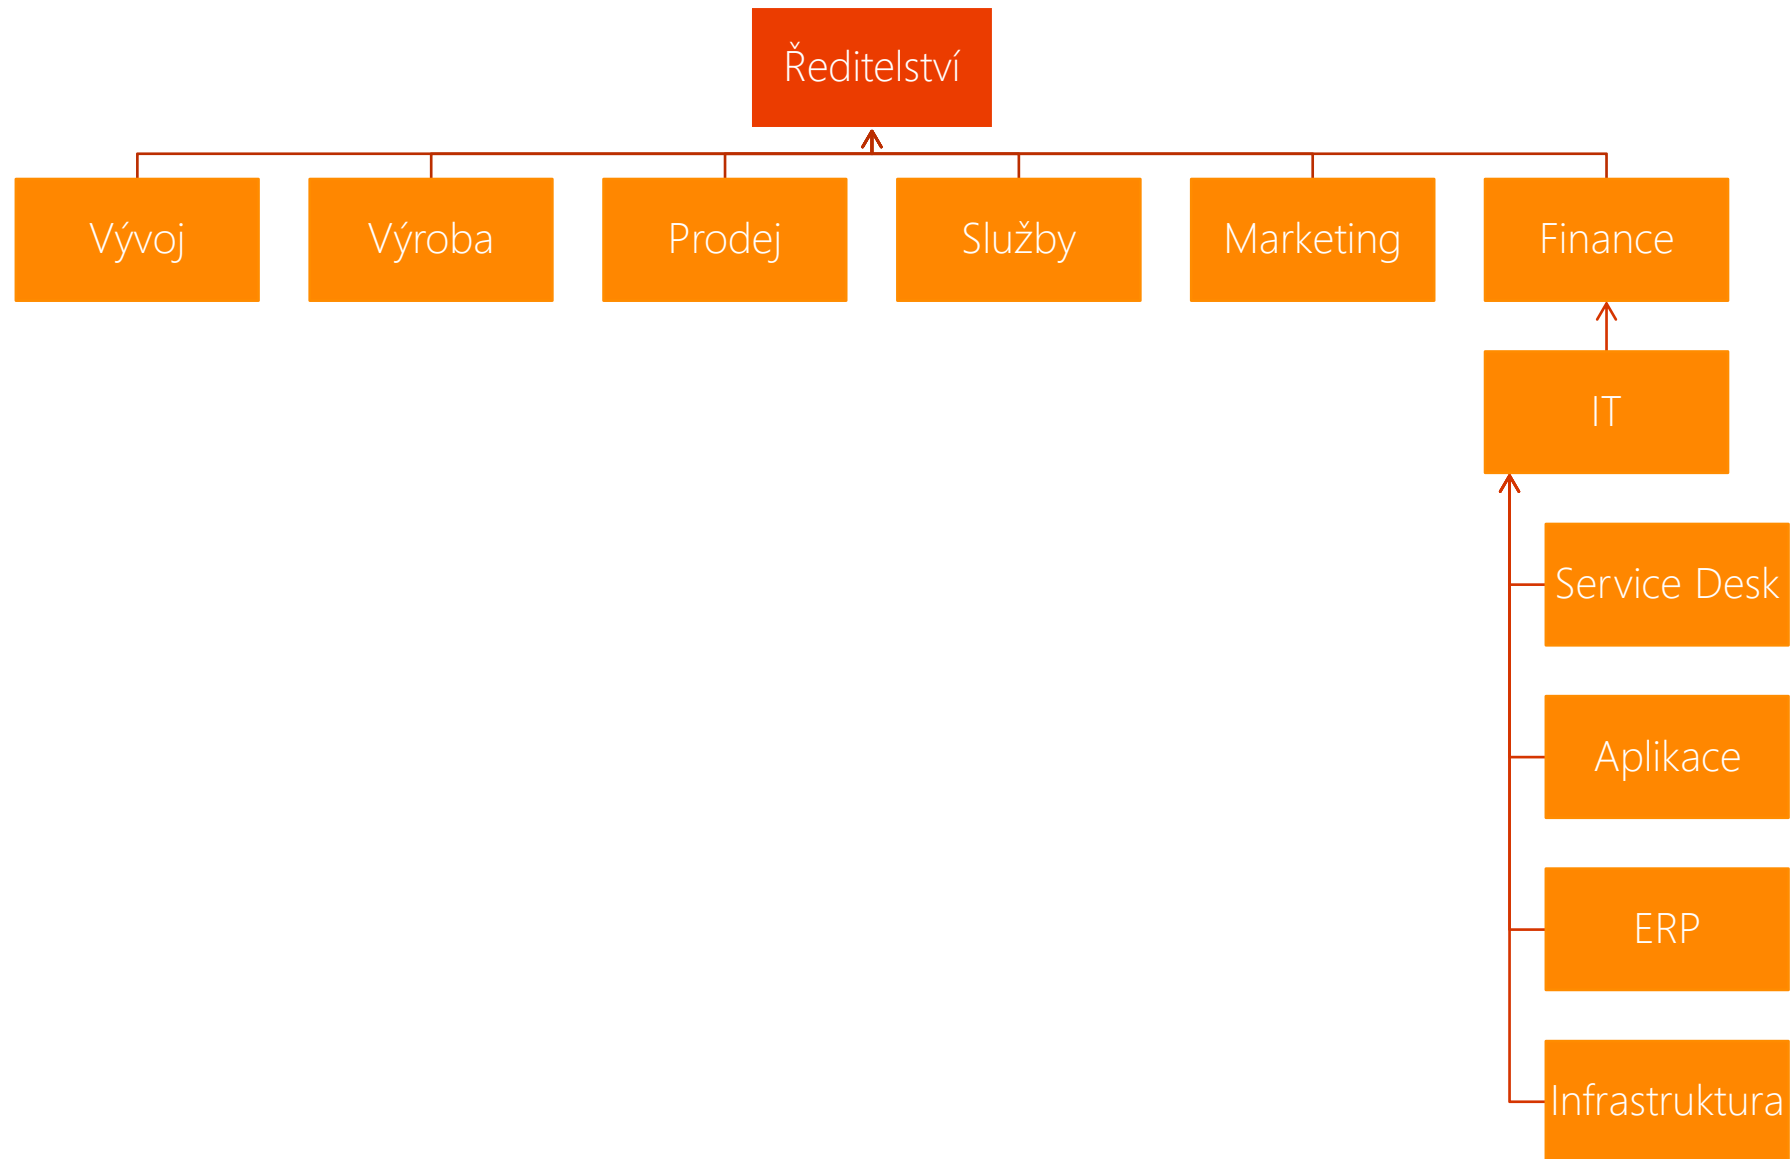 Ředitelství
Vývoj
Výroba
Prodej
Služby
Marketing
Finance
IT
Service Desk
Aplikace
ERP
Infrastruktura